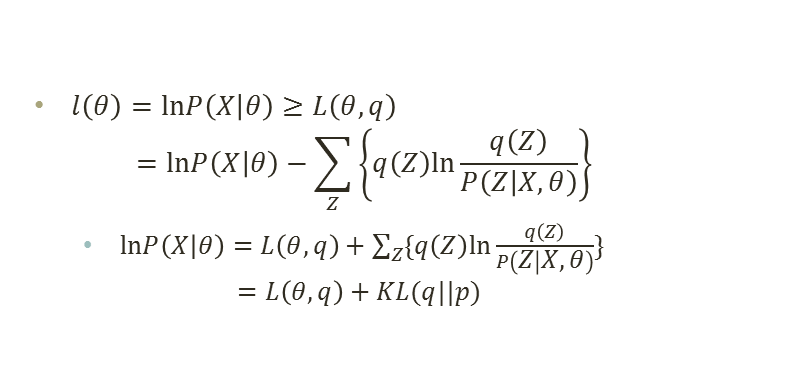 • l(θ) = lnP(X|θ) ≥ L(θ,q)
= lnP(X|θ) − ∑_Z {q(Z)ln q(Z)/P(Z|X,θ)}
• lnP(X|θ) = L(θ,q) + ∑_Z{q(Z)ln q(Z)/P(Z|X,θ)}
= L(θ,q) + KL(q||p)